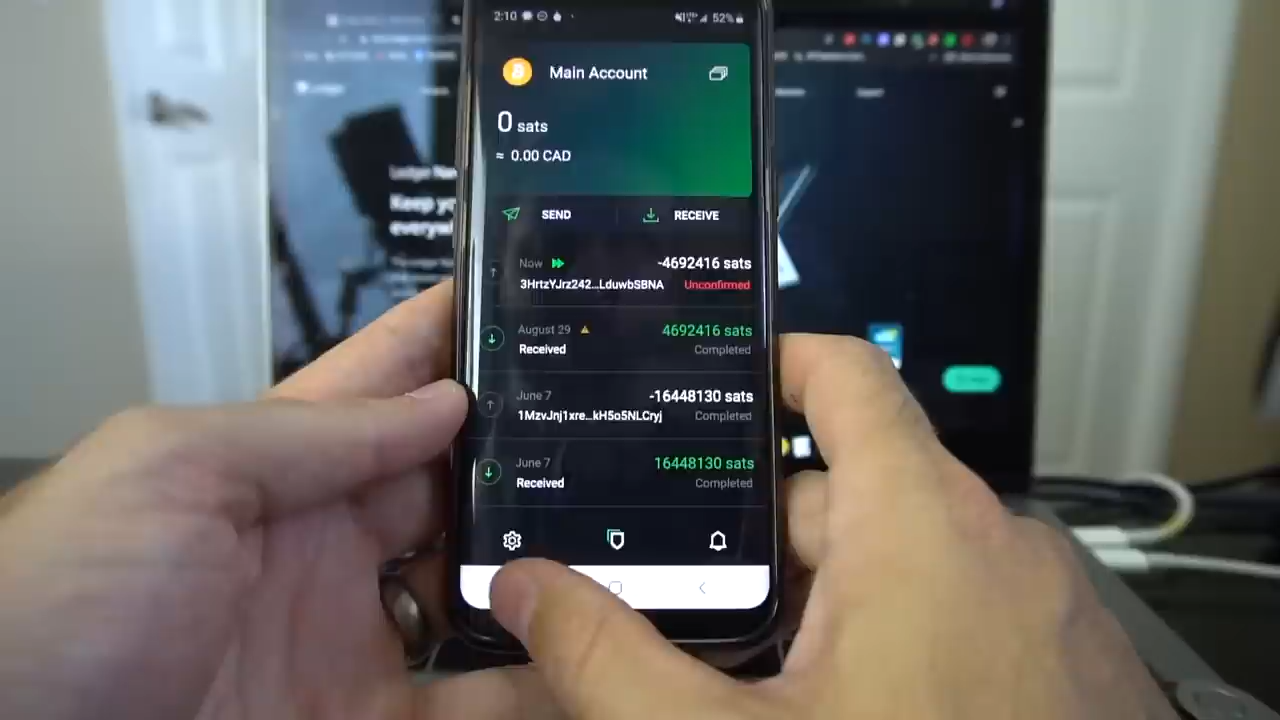 2:10
52%
Main Account
0 sats
≈ 0.00 CAD
SEND
RECEIVE
Now
-4692416 sats
3HrtzYJrz242...LduwbSBNA
Unconfirmed
August 29
4692416 sats
Received
Completed
June 7
-16448130 sats
1MzvJnj1xre...kH5o5NLCryj
Completed
June 7
16448130 sats
Received
Completed